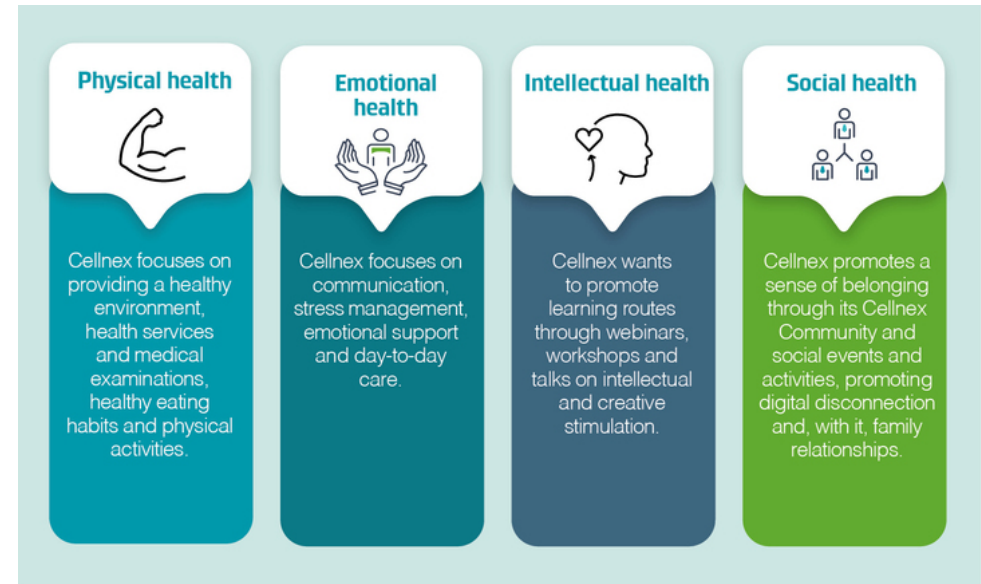 Physical health
Cellnex focuses on
providing a healthy
environment,
health services
and medical
examinations,
healthy eating
habits and physical
activities.
Emotional
health
Cellnex focuses on
communication,
stress management,
emotional support
and day-to-day
care.
Intellectual health
Cellnex wants
to promote
learning routes
through webinars,
workshops and
talks on intellectual
and creative
stimulation.
Social health
Cellnex promotes a
sense of belonging
through its Cellnex
Community and
social events and
activities, promoting
digital disconnection
and, with it, family
relationships.